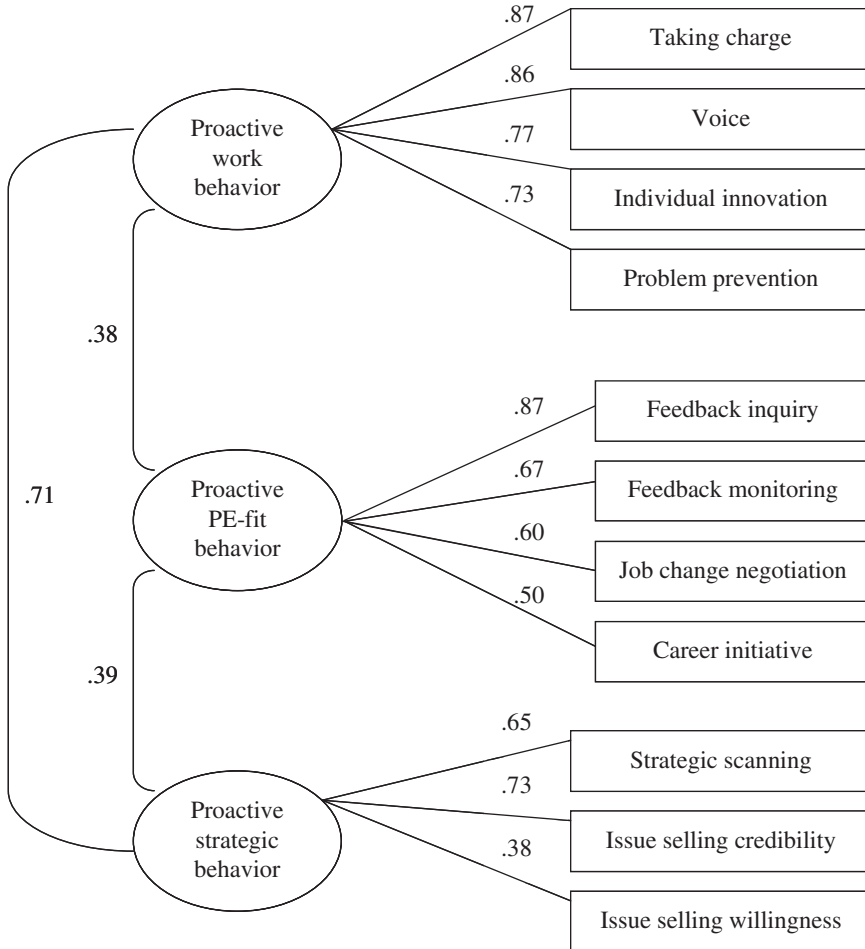 .87
Taking charge
.86
Voice
Proactive
work
behavior
.77
Individual innovation
.73
Problem prevention
.38
.87
Feedback inquiry
.67
Feedback monitoring
.71
Proactive
PE-fit
behavior
.60
Job change negotiation
.50
Career initiative
.39
.65
Strategic scanning
.73
Proactive
strategic
behavior
Issue selling credibility
.38
Issue selling willingness